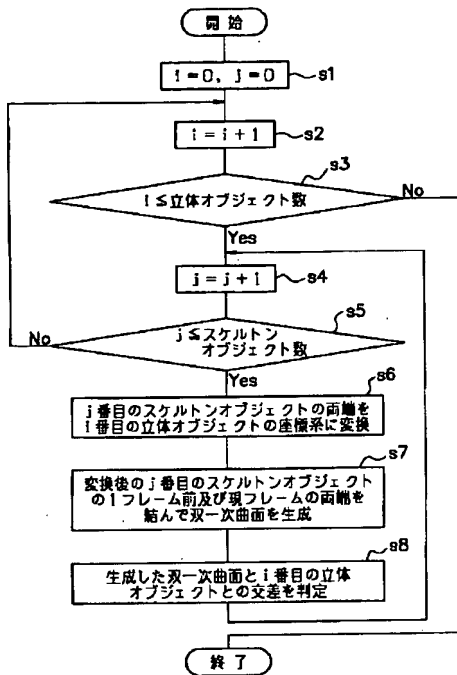 開始
i=0, j=0
s1
i=i+1
s2
s3
i≦立体オブジェクト数
No
Yes
j=j+1
s4
s5
j≦スケルトン
オブジェクト数
No
Yes
s6
j番目のスケルトンオブジェクトの両端を
i番目の立体オブジェクトの座標系に変換
s7
変換後のj番目のスケルトンオブジェクト
の1フレーム前及び現フレームの両端を
結んで双一次曲面を生成
s8
生成した双一次曲面とi番目の立体
オブジェクトとの交差を判定
終了